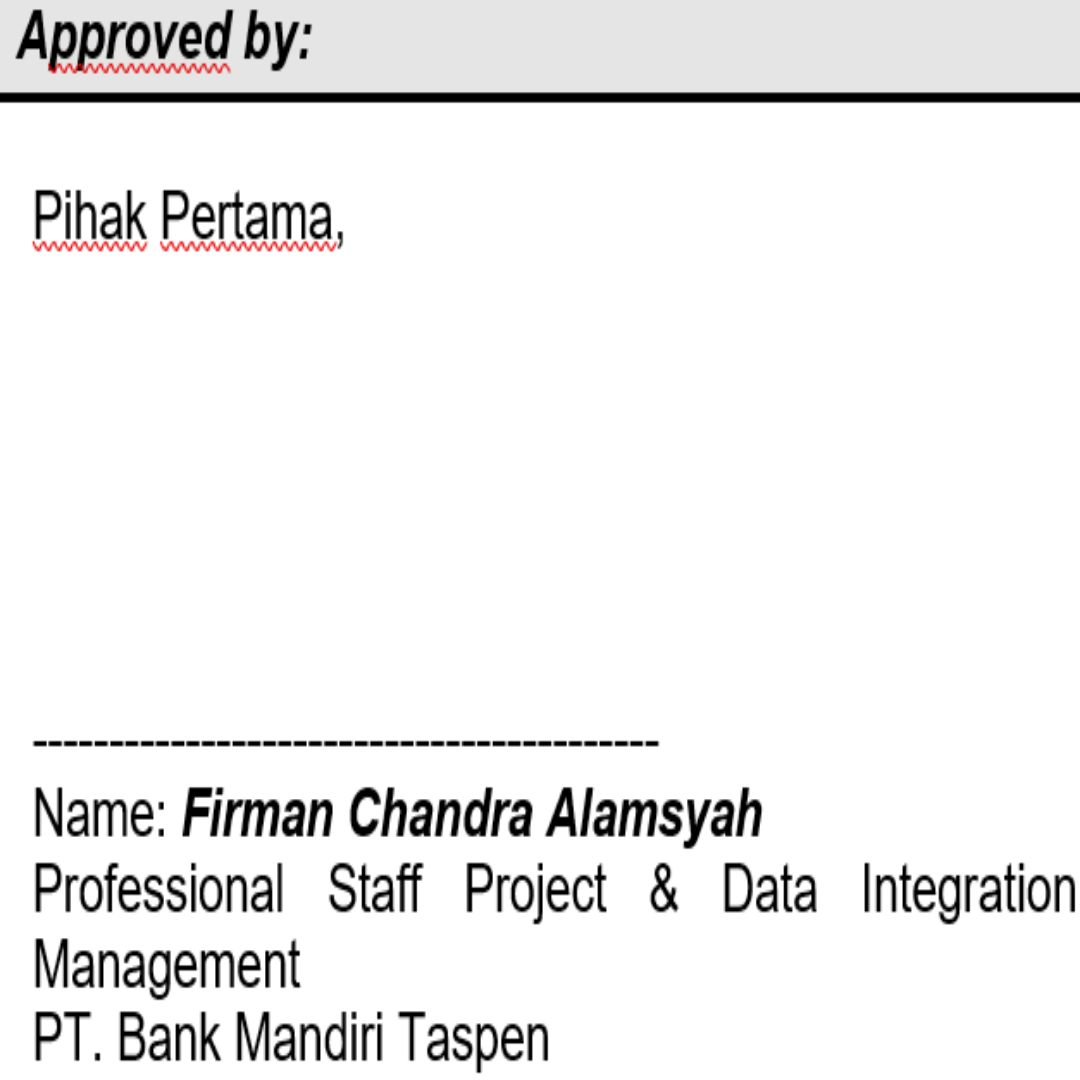 Approved by:
Pihak Pertama,
-----------------------------------------
Name: Firman Chandra Alamsyah
Professional Staff Project & Data Integration
Management
PT. Bank Mandiri Taspen